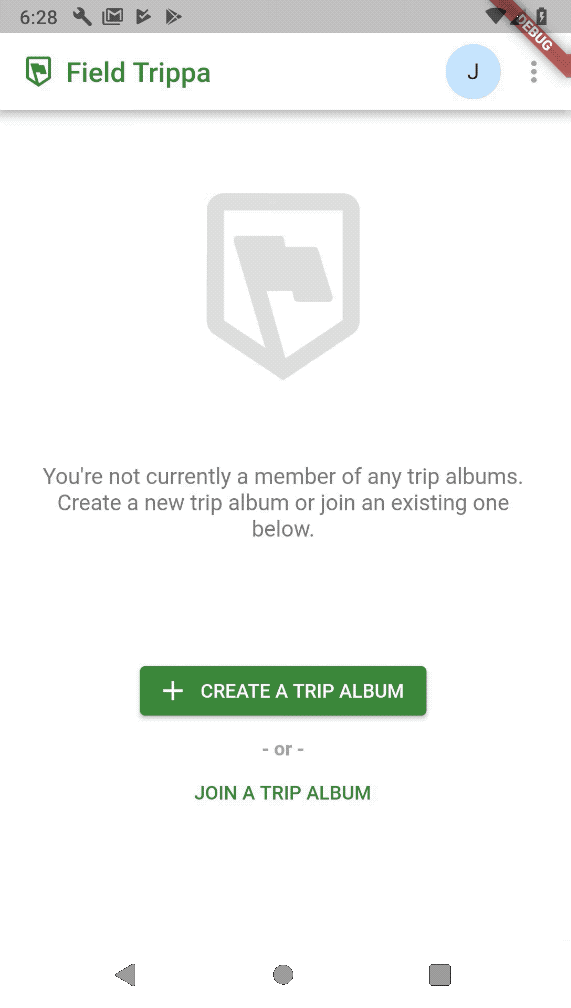 6:28
DEBUG
Field Trippa
J
You're not currently a member of any trip albums.
Create a new trip album or join an existing one
below.
CREATE A TRIP ALBUM
- or -
JOIN A TRIP ALBUM